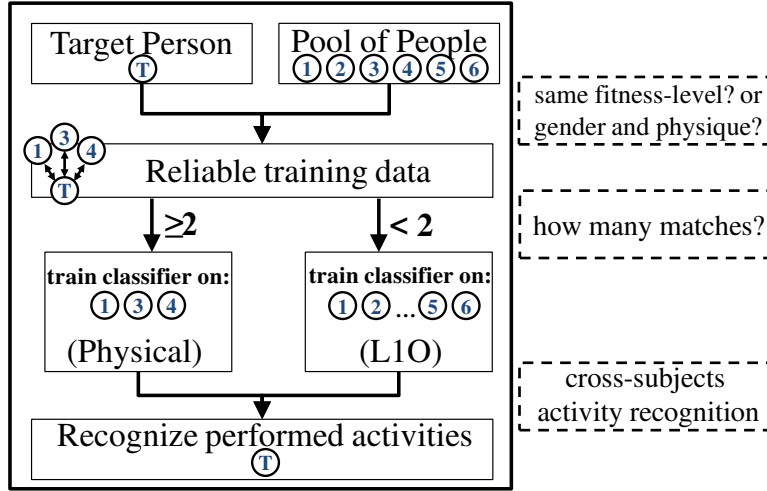 Target Person
T
Pool of People
1 2 3 4 5 6
same fitness-level? or
gender and physique?
1 3 4
T
Reliable training data
≥2
< 2
how many matches?
train classifier on:
1 3 4
(Physical)
train classifier on:
1 2 ... 5 6
(L1O)
cross-subjects
activity recognition
Recognize performed activities
T